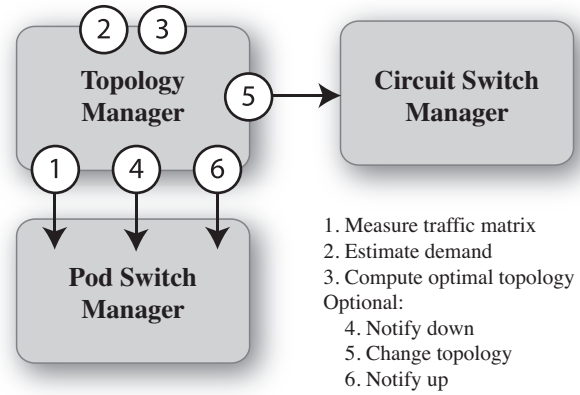 2 3
Topology
Manager
5
Circuit Switch
Manager
1 4 6
Pod Switch
Manager
1. Measure traffic matrix
2. Estimate demand
3. Compute optimal topology
Optional:
4. Notify down
5. Change topology
6. Notify up